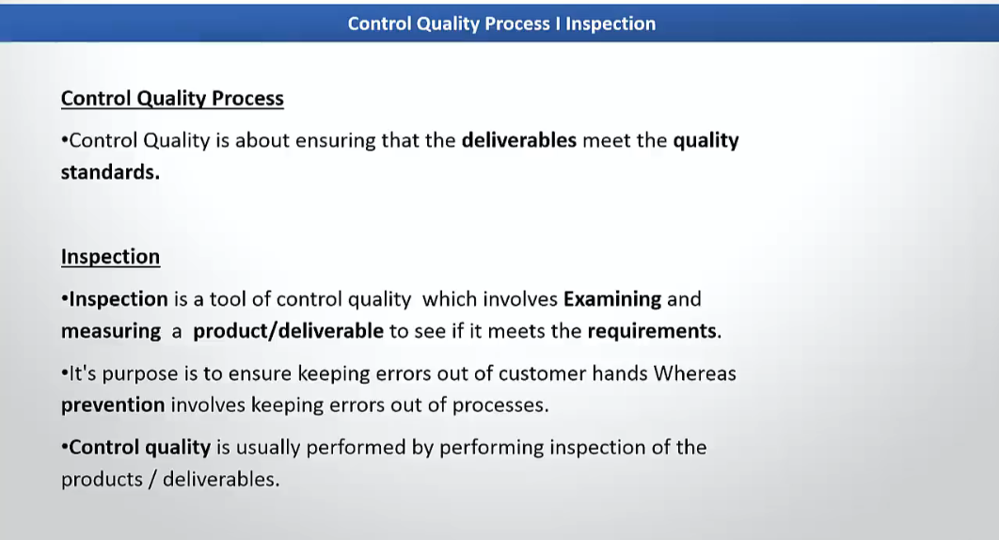 Control Quality Process I Inspection
Control Quality Process
•Control Quality is about ensuring that the deliverables meet the quality
standards.
Inspection
•Inspection is a tool of control quality  which involves Examining and
measuring  a  product/deliverable to see if it meets the requirements.
•It's purpose is to ensure keeping errors out of customer hands Whereas
prevention involves keeping errors out of processes.
•Control quality is usually performed by performing inspection of the
products / deliverables.